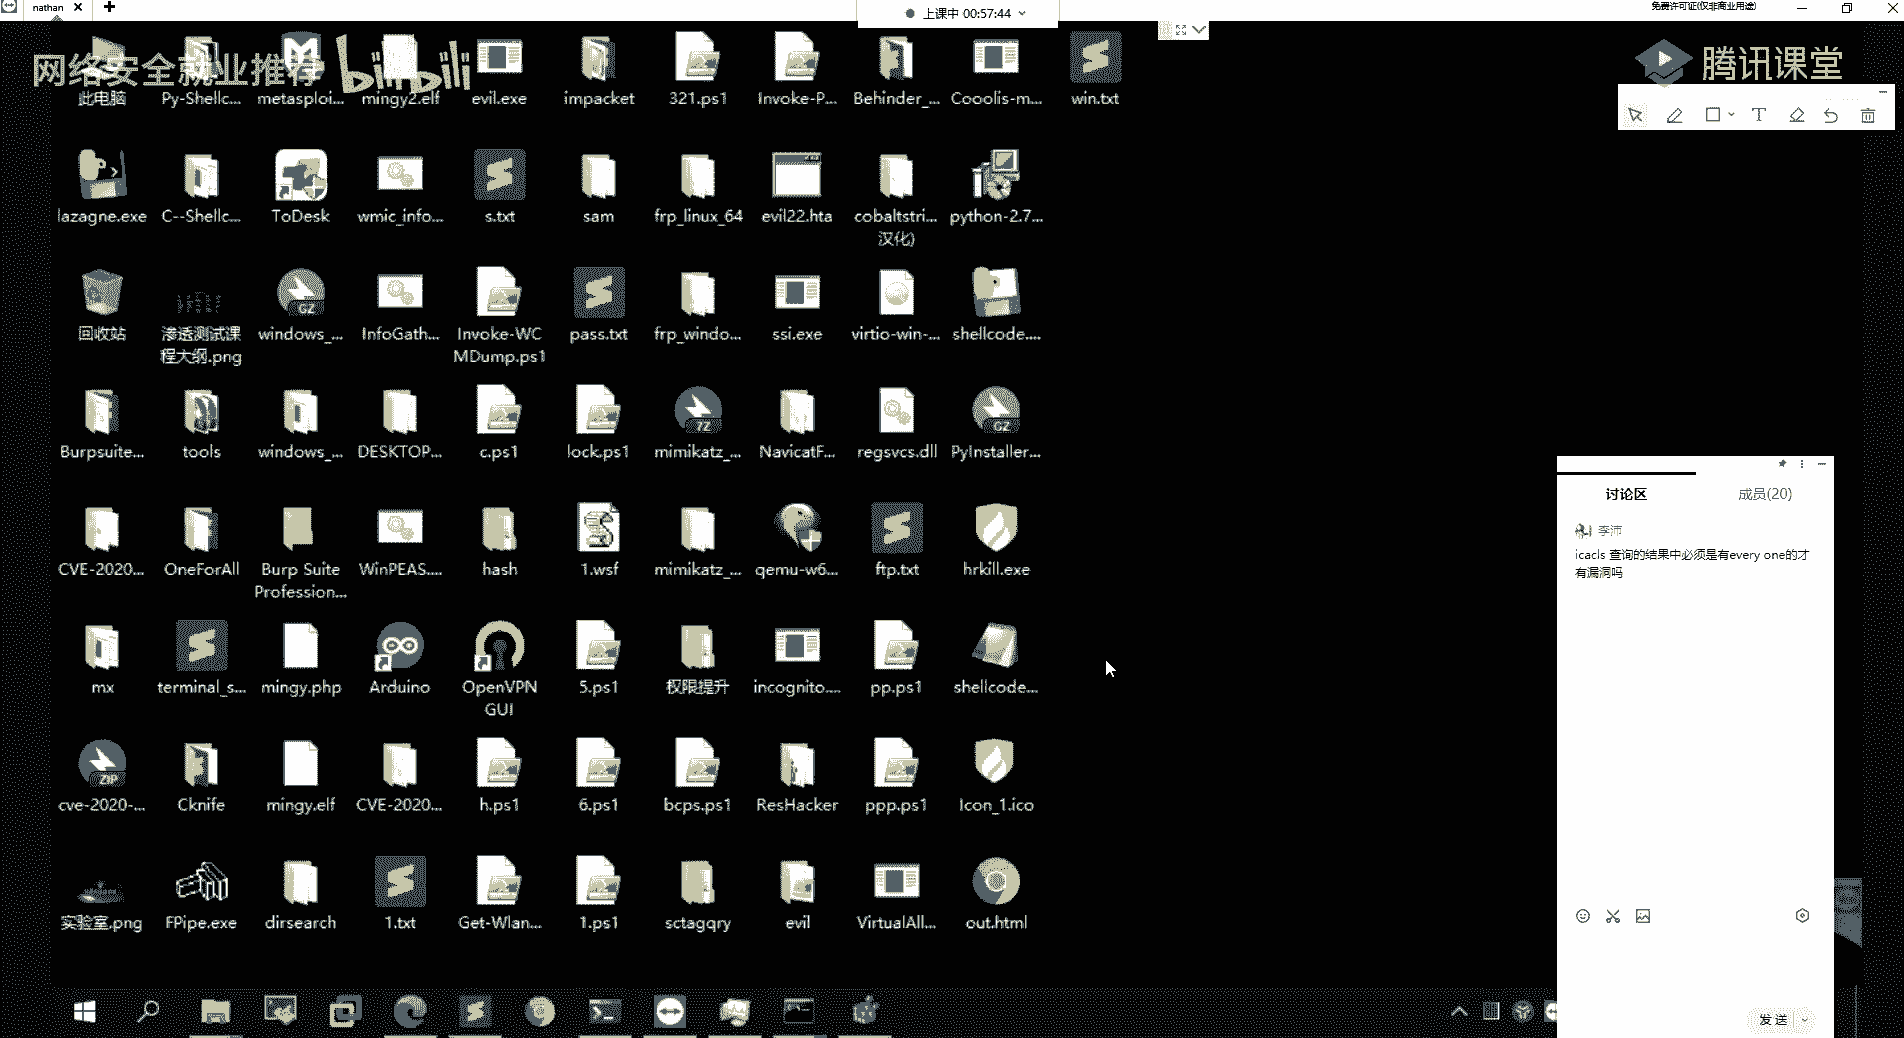 nathan
上课中 00:57:44
免费许可证(仅非商业用途)
网络安全就业推荐
bilibili
腾讯课堂
此电脑
Py-Shellc...
metasploi...
mingy2.elf
evil.exe
impacket
321.ps1
Invoke-P...
Behinder_...
Cooolis-m...
win.txt
lazagne.exe
C--Shellc...
ToDesk
wmic_info...
s.txt
sam
frp_linux_64
evil22.hta
cobaltstri...
汉化)
python-2.7...
回收站
渗透测试课
程大纲.png
windows_...
GZ
InfoGath...
Invoke-WC
MDump.ps1
pass.txt
frp_windo...
ssi.exe
virtio-win-...
shellcode....
Burpsuite...
tools
windows_...
DESKTOP...
c.ps1
lock.ps1
7Z
mimikatz_...
NavicatF...
regsvcs.dll
GZ
PyInstaller...
CVE-2020...
OneForAll
Burp Suite
Profession...
WinPEAS....
hash
1.wsf
mimikatz_...
qemu-w6...
ftp.txt
hrkill.exe
mx
terminal_s...
mingy.php
Arduino
OpenVPN
GUI
5.ps1
权限提升
incognito....
pp.ps1
shellcode...
ZIP
cve-2020-...
Cknife
mingy.elf
CVE-2020...
h.ps1
6.ps1
bcps.ps1
ResHacker
ppp.ps1
Icon_1.ico
实验室.png
FPipe.exe
dirsearch
1.txt
Get-Wlan...
1.ps1
sctagqry
evil
VirtualAll...
out.html
讨论区
成员(20)
李沛
icacls 查询的结果中必须是有every one的才
有漏洞吗
发送